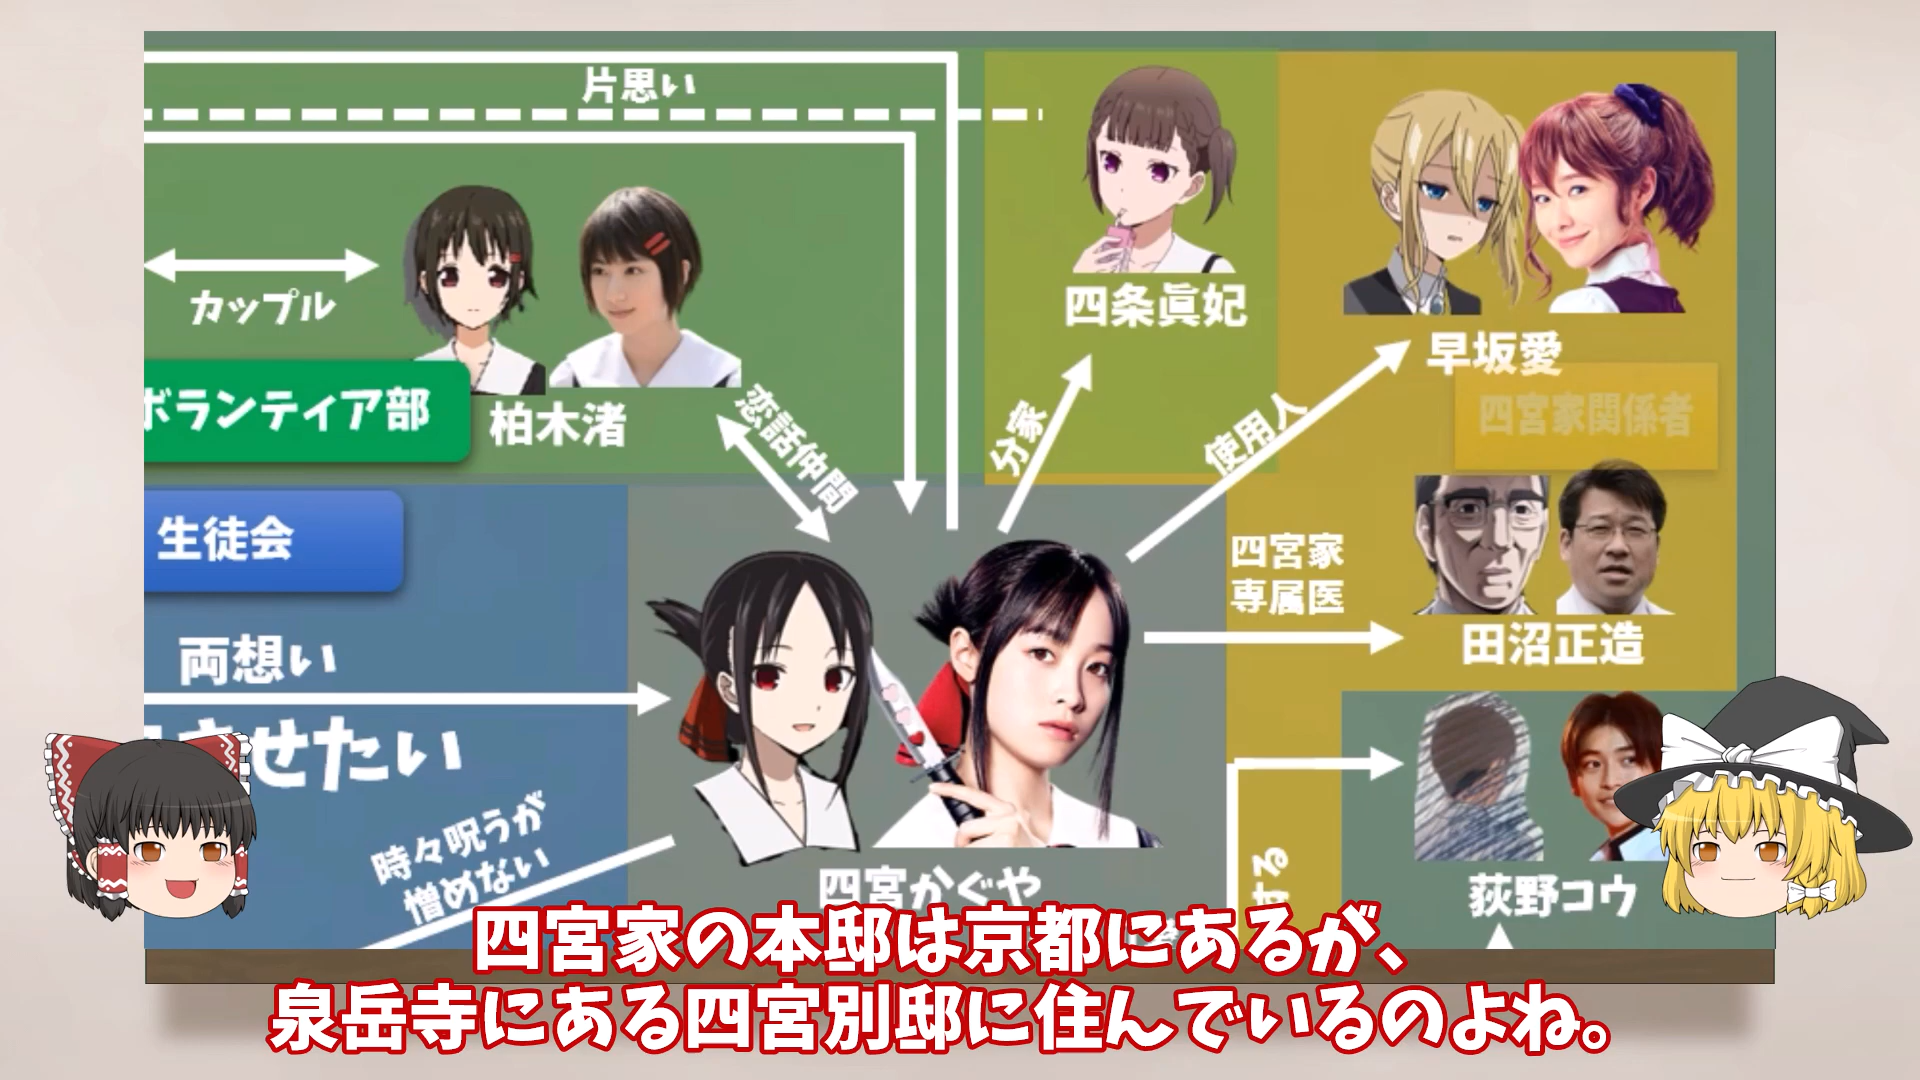 片思い
カップル
四条眞妃
早坂愛
ボランティア部
柏木渚
恋話仲間
分家
使用人
四宮家関係者
生徒会
四宮家
専属医
田沼正造
両想い
させたい
時々呪うが
憎めない
四宮かぐや
する
荻野コウ
四宮家の本邸は京都にあるが、
泉岳寺にある四宮別邸に住んでいるのよね。